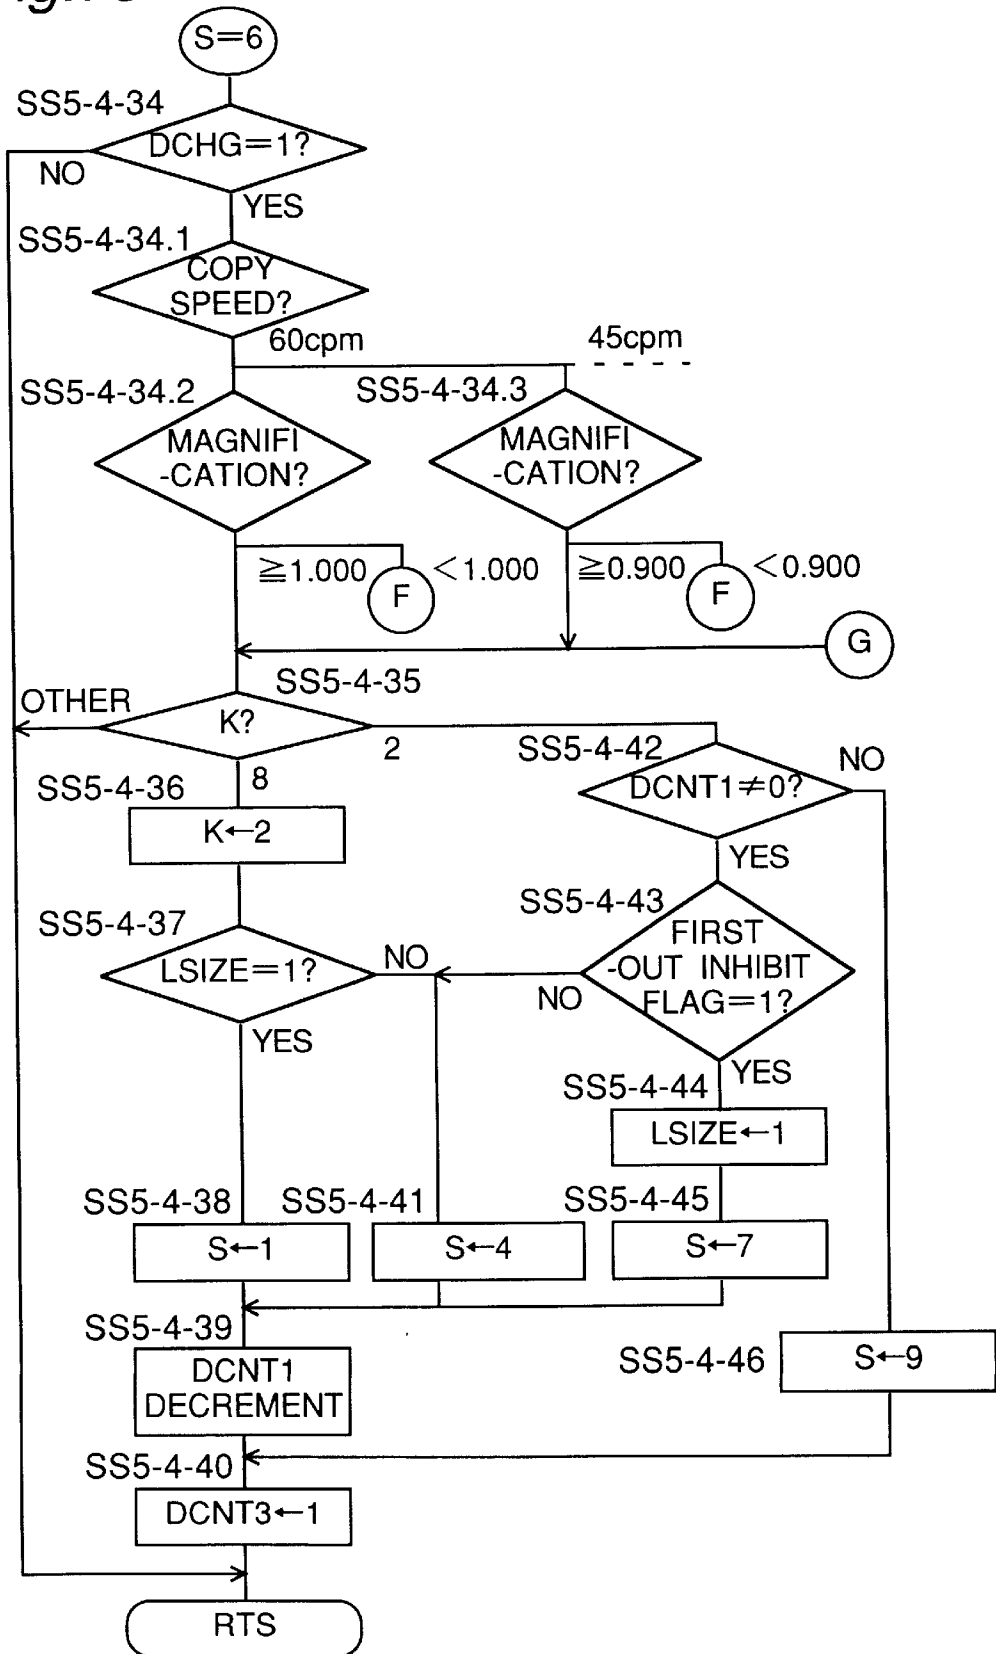 S=6
SS5-4-34
DCHG=1?
NO
YES
SS5-4-34.1
COPY
SPEED?
60cpm
45cpm
SS5-4-34.2
SS5-4-34.3
MAGNIFI
-CATION?
MAGNIFI
-CATION?
≧1.000
F
<1.000
≧0.900
F
<0.900
G
SS5-4-35
OTHER
K?
2
SS5-4-42
NO
8
DCNT1≠0?
SS5-4-36
K←2
YES
SS5-4-43
SS5-4-37
FIRST
-OUT INHIBIT
FLAG=1?
LSIZE=1?
NO
NO
YES
YES
SS5-4-44
LSIZE←1
SS5-4-38
SS5-4-41
SS5-4-45
S←1
S←4
S←7
SS5-4-39
DCNT1
DECREMENT
SS5-4-46
S←9
SS5-4-40
DCNT3←1
RTS